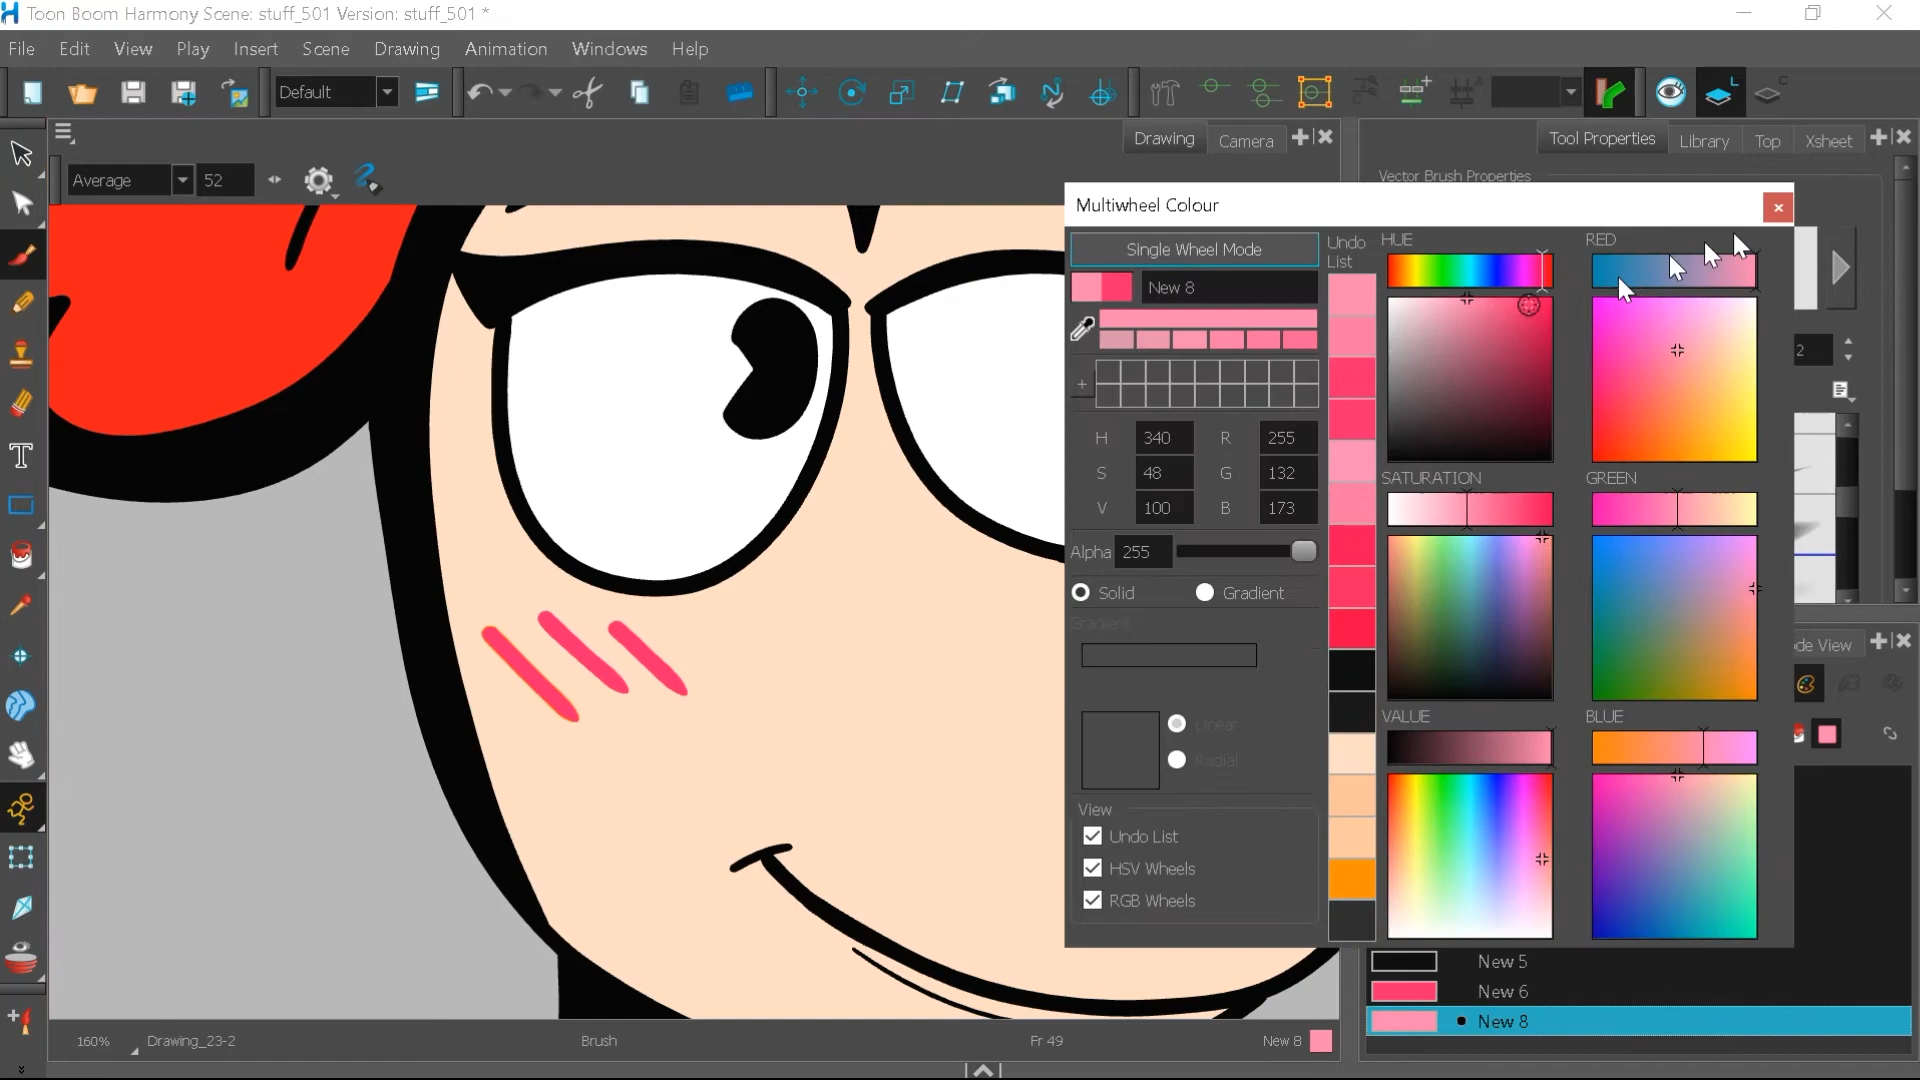 Toon Boom Harmony Scene: stuff_501 Version: stuff_501 *
File Edit View Play Insert Scene Drawing Animation Windows Help
Default
L
C
Drawing Camera
Tool Properties Library Top Xsheet
Average 52
Vector Brush Properties
Multiwheel Colour
Single Wheel Mode
Undo List
HUE RED
New 8
2
H 340 R 255
S 48 G 132
V 100 B 173
SATURATION GREEN
Alpha 255
Solid Gradient
Gradient
de View
Linear
Radial
VALUE BLUE
View
Undo List
HSV Wheels
RGB Wheels
New 5
New 6
New 8
160% Drawing_23-2 Brush Fr 49 New 8